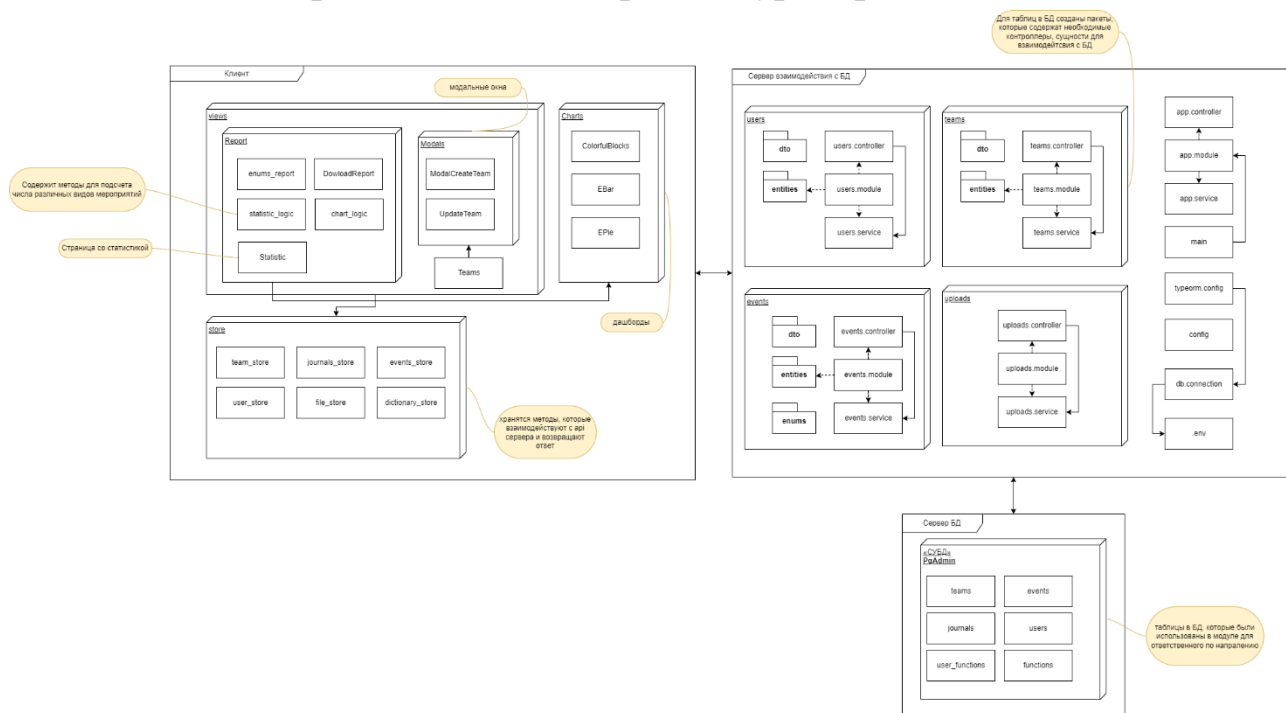 Для таблиц в БД созданы пакеты,
которые содержат необходимые
контроллеры, сущности для
взаимодейтсвия с БД
Клиент
модальные окна
views
Report
enums_report
DowloadReport
statistic_logic
chart_logic
Statistic
Modals
ModalCreateTeam
UpdateTeam
Teams
Charts
ColorfulBlocks
EBar
EPie
Содержит методы для подсчета
числа различных видов мероприятий
Страница со статистикой
дашборды
store
team_store
journals_store
events_store
user_store
file_store
dictionary_store
хранятся методы, которые
взаимодействуют с api
сервера и возвращают
ответ
Сервер взаимодействия с БД
users
dto
entities
users.controller
users.module
users.service
teams
dto
entities
teams.controller
teams.module
teams.service
events
dto
entities
enums
events.controller
events.module
events.service
uploads
uploads.controller
uploads.module
uploads.service
app.controller
app.module
app.service
main
typeorm.config
config
db.connection
.env
Сервер БД
«СУБД»
PgAdmin
teams
events
journals
users
user_functions
functions
таблицы в БД, которые были
использованы в модуле для
ответственного по напралению